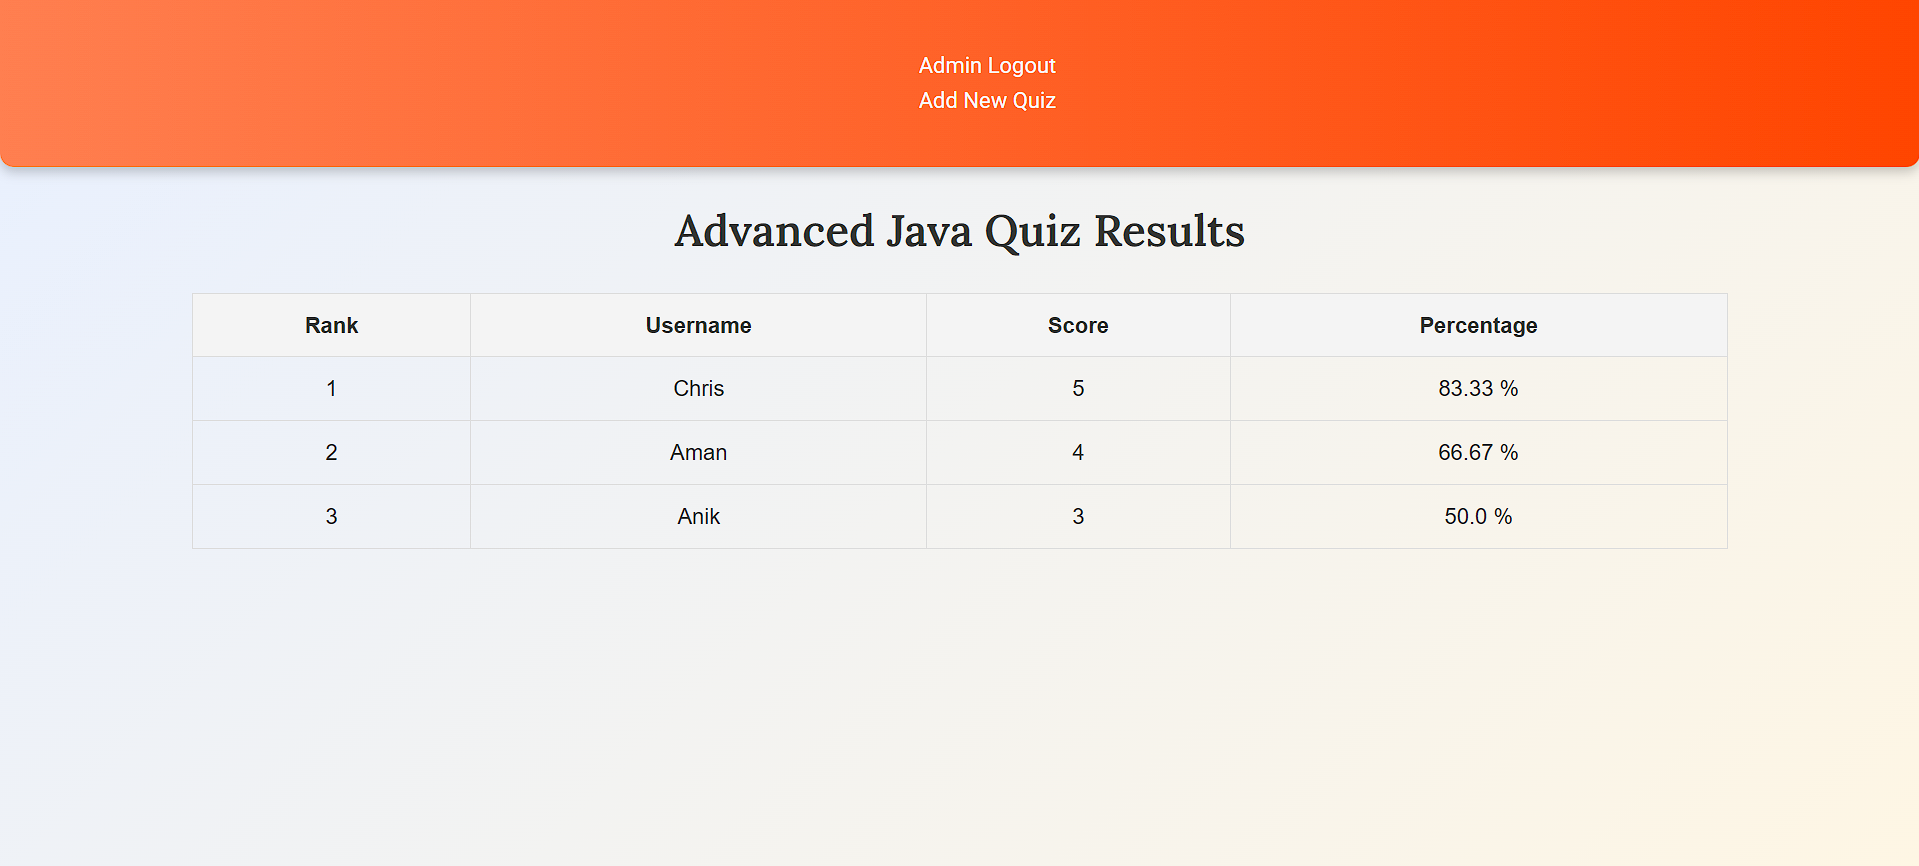 Admin Logout
Add New Quiz
Advanced Java Quiz Results
Rank Username Score Percentage
1 Chris 5 83.33 %
2 Aman 4 66.67 %
3 Anik 3 50.0 %